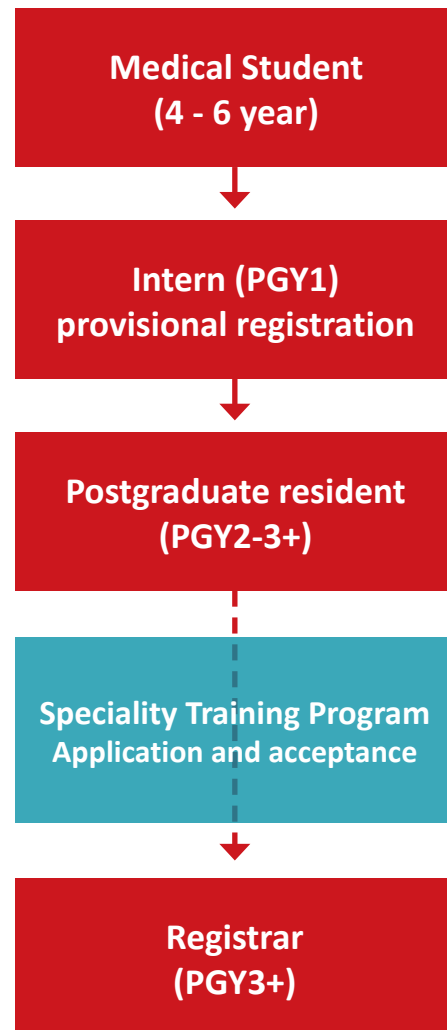 Medical Student
(4 - 6 year)
Intern (PGY1)
provisional registration
Postgraduate resident
(PGY2-3+)
Speciality Training Program
Application and acceptance
Registrar
(PGY3+)